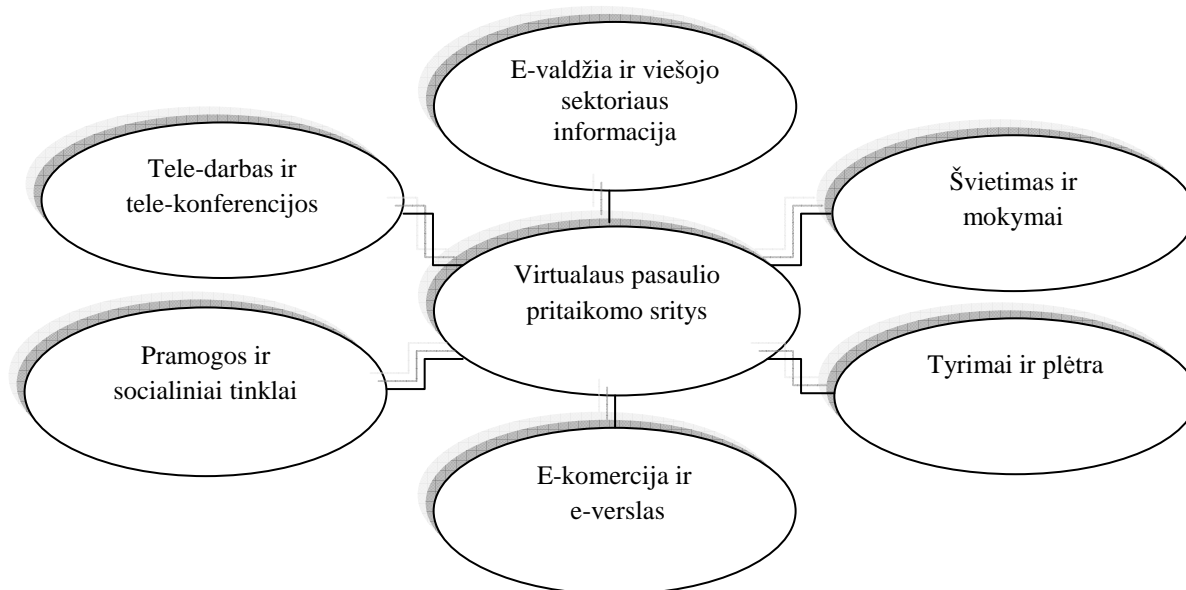 E-valdžia ir viešojo
sektoriaus
informacija
Tele-darbas ir
tele-konferencijos
Švietimas ir
mokymai
Virtualaus pasaulio
pritaikomo sritys
Pramogos ir
socialiniai tinklai
Tyrimai ir plėtra
E-komercija ir
e-verslas